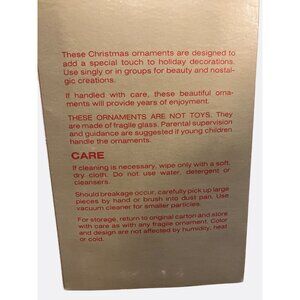 These Christmas ornaments are designed to
add a special touch to holiday decorations.
Use singly or in groups for beauty and nostal-
gic creations.
If handled with care, these beautiful orna-
ments will provide years of enjoyment.
THESE ORNAMENTS ARE NOT TOYS. They
are made of fragile glass. Parental supervision
and guidance are suggested if young children
handle the ornaments.
CARE
If cleaning is necessary, wipe only with a soft,
dry cloth. Do not use water, detergent or
cleansers.
Should breakage occur, carefully pick up large
pieces by hand or brush into dust pan. Use
vacuum cleaner for smaller particles.
For storage, return to original carton and store
with care as with any fragile ornament. Color
and design are not affected by humidity, heat
or cold.